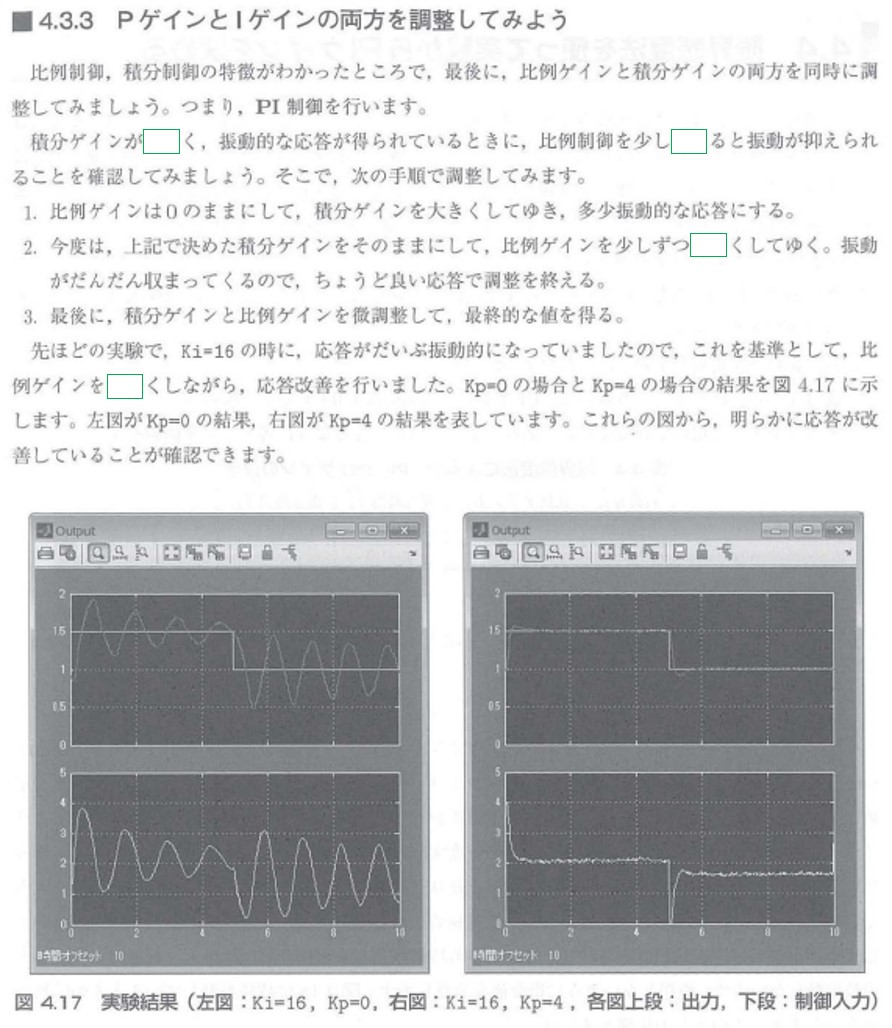 ■ 4.3.3 PゲインとIゲインの両方を調整してみよう
比例制御，積分制御の特徴がわかったところで，最後に，比例ゲインと積分ゲインの両方を同時に調
整してみましょう。つまり，PI 制御を行います。
積分ゲインが く，振動的な応答が得られているときに，比例制御を少し ると振動が抑えられ
ることを確認してみましょう。そこで，次の手順で調整してみます。
1. 比例ゲインは0のままにして，積分ゲインを大きくしてゆき，多少振動的な応答にする。
2. 今度は，上記で決めた積分ゲインをそのままにして，比例ゲインを少しずつ くしてゆく。振動
がだんだん収まってくるので，ちょうど良い応答で調整を終える。
3. 最後に，積分ゲインと比例ゲインを微調整して，最終的な値を得る。
先ほどの実験で，Ki=16 の時に，応答がだいぶ振動的になっていましたので，これを基準として，比
例ゲインを くしながら，応答改善を行いました。Kp=0 の場合と Kp=4 の場合の結果を図 4.17 に示
します。左図がKp=0 の結果，右図が Kp=4 の結果を表しています。これらの図から，明らかに応答が改
善していることが確認できます。
Output
2
1.5
1
0.5
0
5
4
3
2
1
0
0 2 4 6 8 10
時間オフセット 10
Output
2
1.5
1
0.5
0
5
4
3
2
1
0
0 2 4 6 8 10
時間オフセット 10
図 4.17 実験結果（左図：Ki=16，Kp=0，右図：Ki=16，Kp=4，各図上段：出力，下段：制御入力）